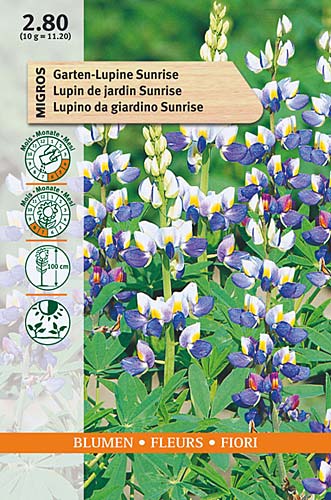 2.80
(10 g = 11.20)
MIGROS
Garten-Lupine Sunrise
Lupin de jardin Sunrise
Lupino da giardino Sunrise
Mois • Monate • Mesi
Mois • Monate • Mesi
100 cm
BLUMEN • FLEURS • FIORI